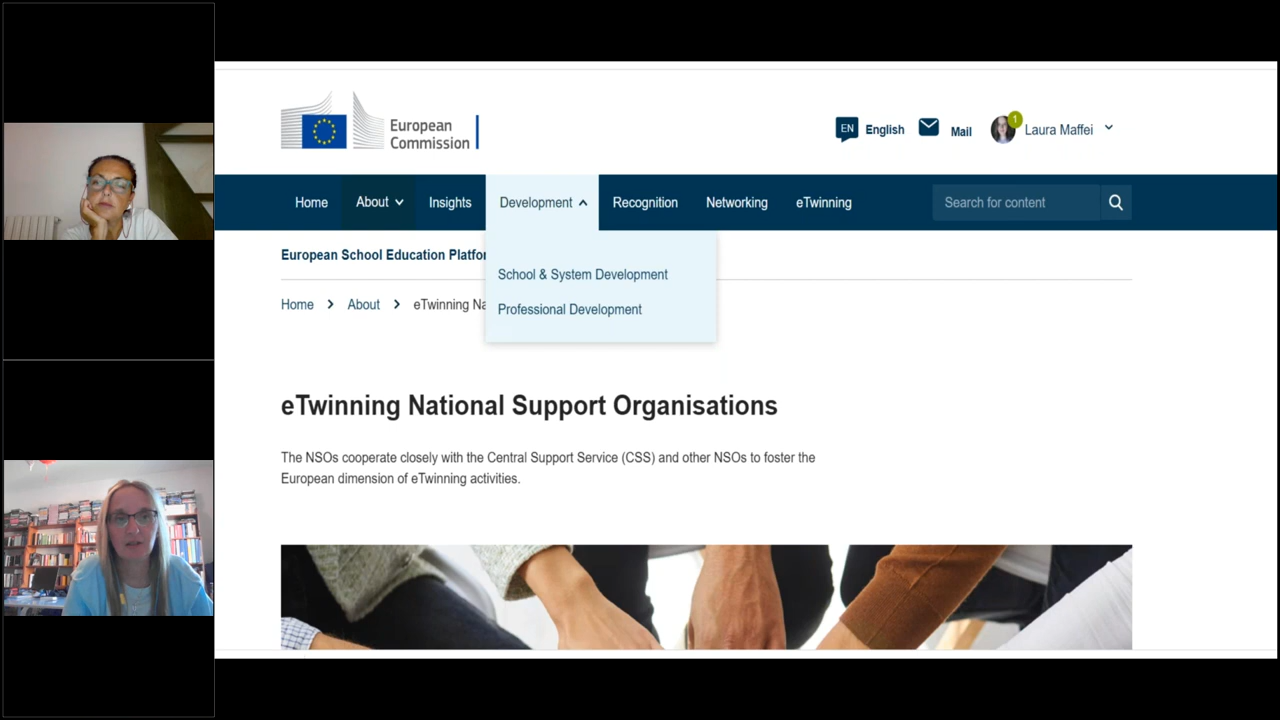 European
Commission
EN English Mail 1 Laura Maffei
Home About Insights Development Recognition Networking eTwinning Search for content
European School Education Platfor
School & System Development
Home About eTwinning Na
Professional Development
eTwinning National Support Organisations
The NSOs cooperate closely with the Central Support Service (CSS) and other NSOs to foster the
European dimension of eTwinning activities.